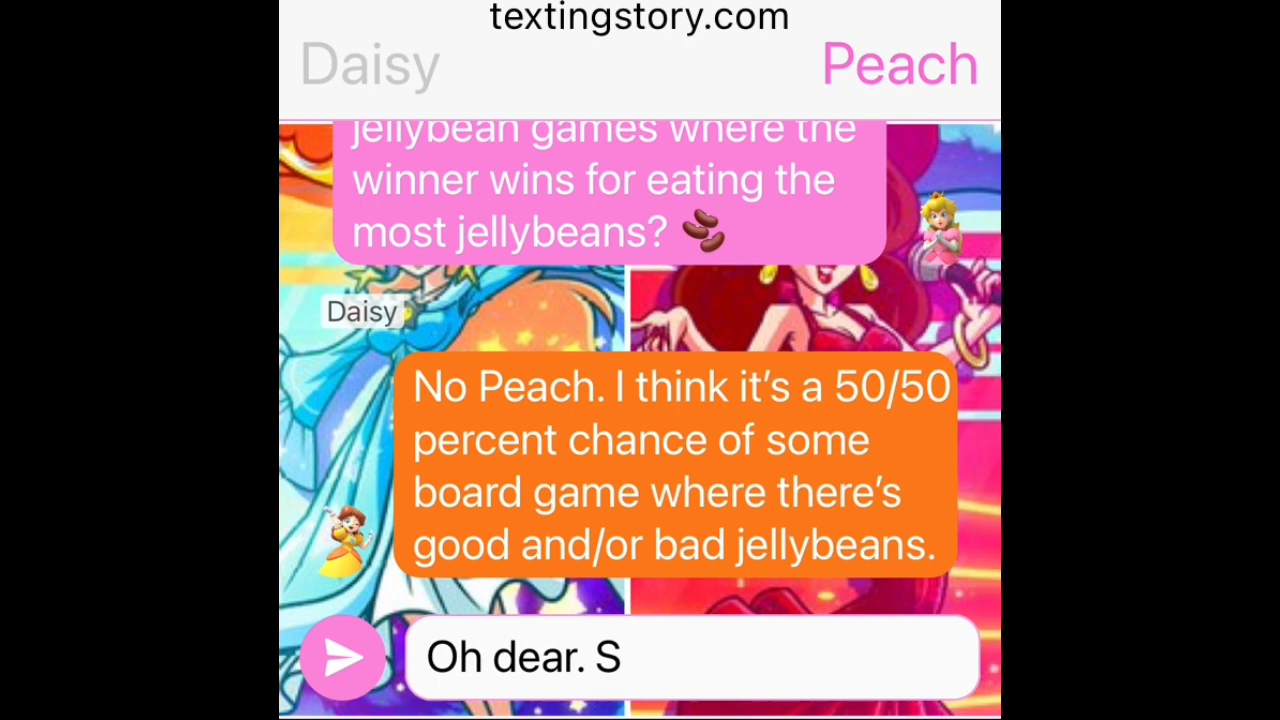 textingstory.com
Daisy
Peach
jellybean games where the
winner wins for eating the
most jellybeans? 🫘
Daisy
No Peach. I think it’s a 50/50
percent chance of some
board game where there’s
good and/or bad jellybeans.
Oh dear. S